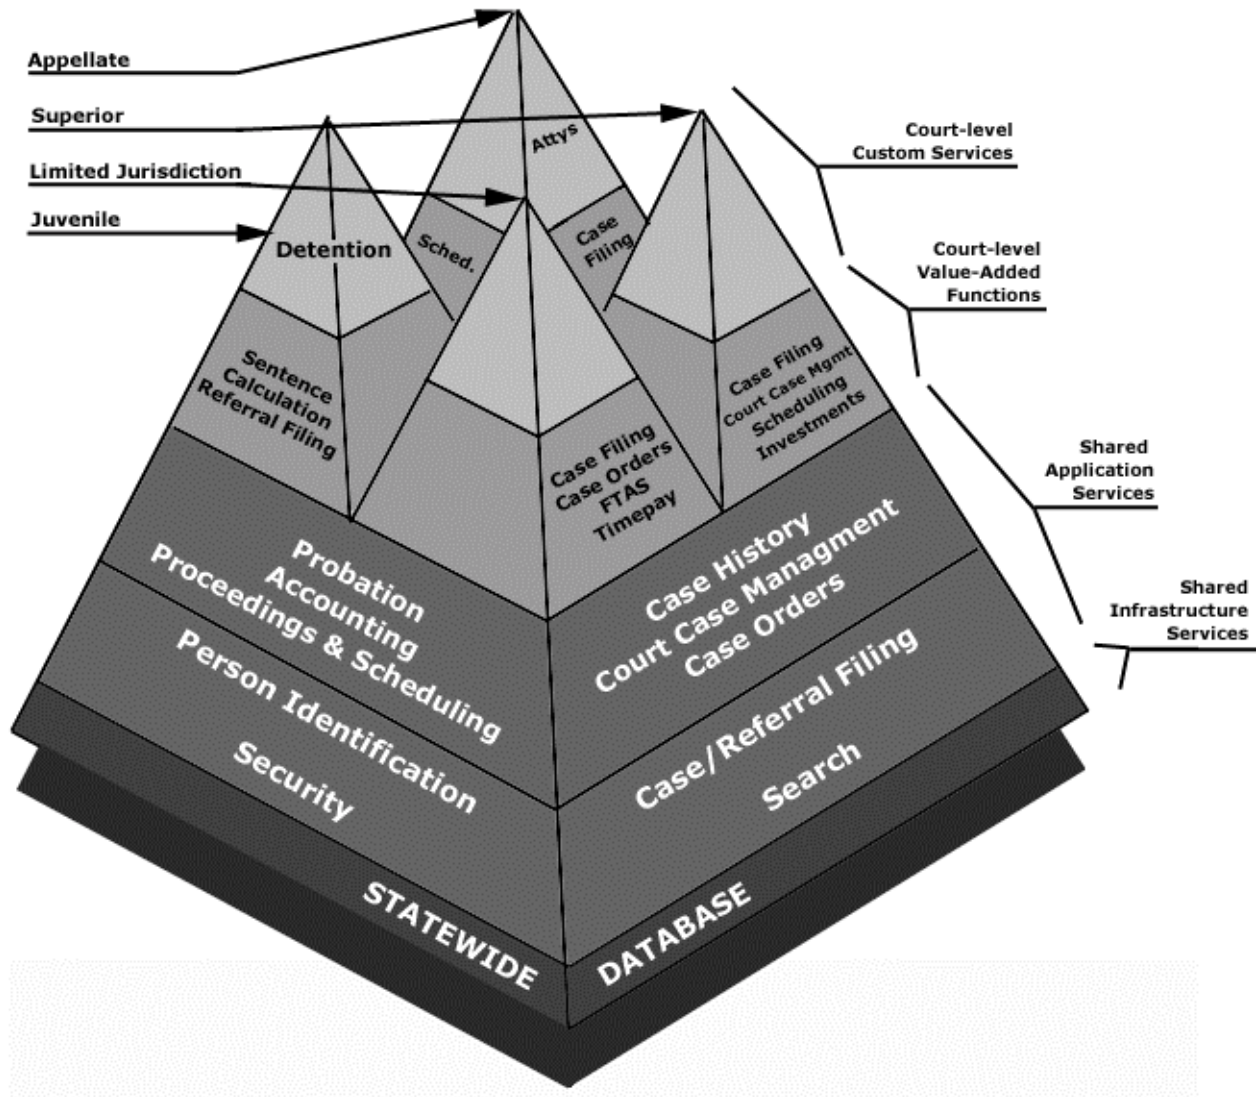 Appellate
Superior
Limited Jurisdiction
Juvenile
Attys
Sched.
Case
Filing
Detention
Sentence
Calculation
Referral Filing
Case Filing
Case Orders
FTAS
Timepay
Case Filing
Court Case Mgmt
Scheduling
Investments
Probation
Accounting
Proceedings & Scheduling
Case History
Court Case Managment
Case Orders
Person Identification
Security
Case/Referral Filing
Search
STATEWIDE
DATABASE
Court-level
Custom Services
Court-level
Value-Added
Functions
Shared
Application
Services
Shared
Infrastructure
Services